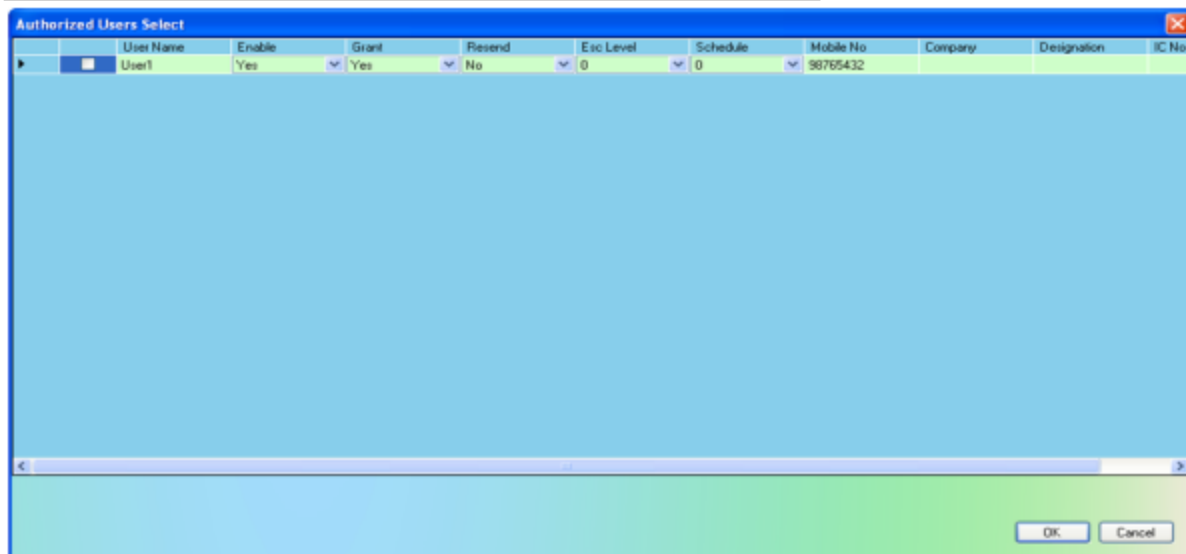 Authorized Users Select
User Name Enable Grant Resend Esc Level Schedule Mobile No Company Designation IC No
User1 Yes Yes No 0 0 98765432
OK Cancel